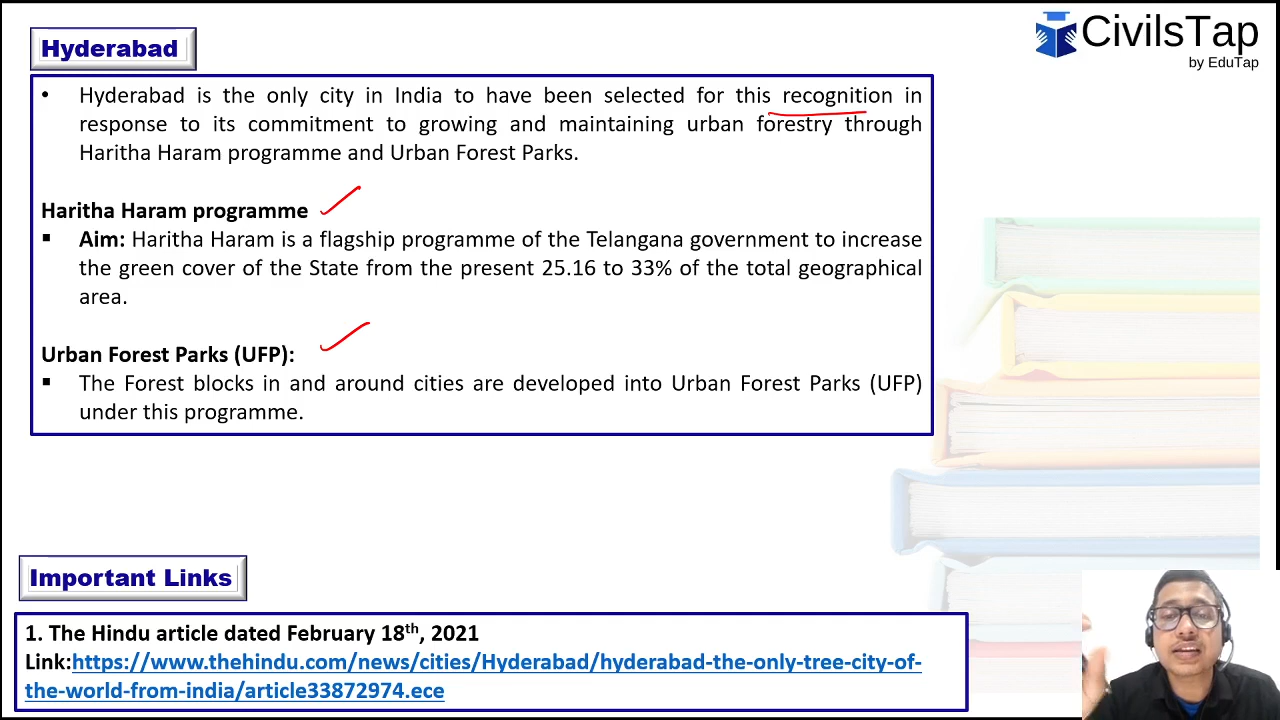 Hyderabad
CivilsTap
by EduTap
• Hyderabad is the only city in India to have been selected for this recognition in
response to its commitment to growing and maintaining urban forestry through
Haritha Haram programme and Urban Forest Parks.
Haritha Haram programme
▪ Aim: Haritha Haram is a flagship programme of the Telangana government to increase
the green cover of the State from the present 25.16 to 33% of the total geographical
area.
Urban Forest Parks (UFP):
▪ The Forest blocks in and around cities are developed into Urban Forest Parks (UFP)
under this programme.
Important Links
1. The Hindu article dated February 18th, 2021
Link:https://www.thehindu.com/news/cities/Hyderabad/hyderabad-the-only-tree-city-of-
the-world-from-india/article33872974.ece